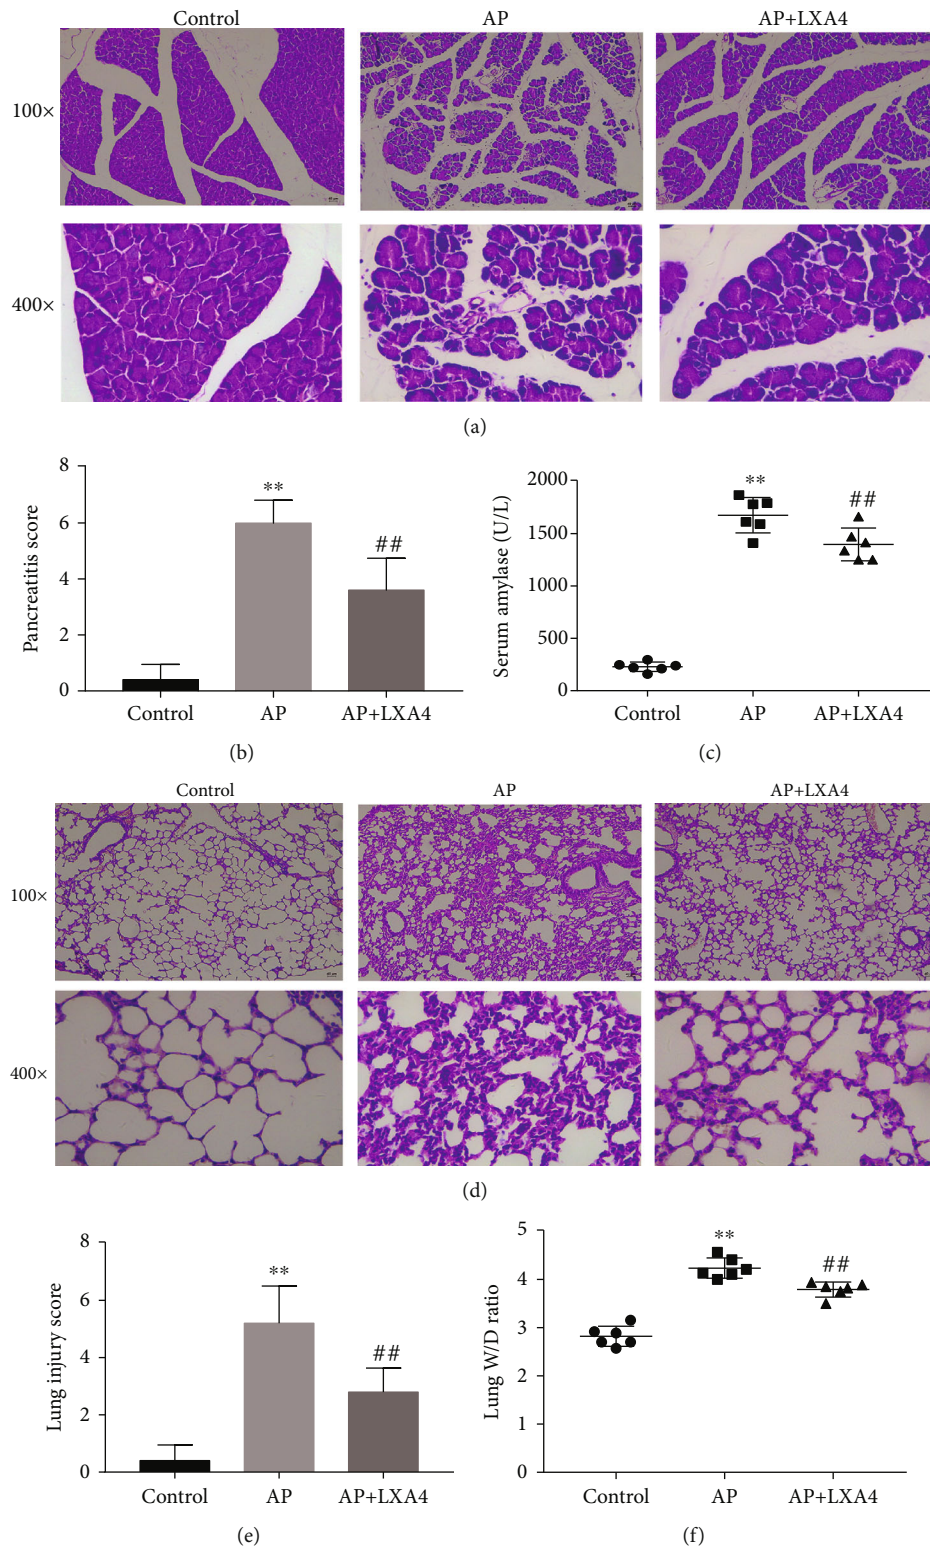 Control AP AP+LXA4
100×
400×
(a)
8
6
4
2
0
Pancreatitis score
**
##
Control AP AP+LXA4
(b)
2000
1500
1000
500
0
Serum amylase (U/L)
**
##
Control AP AP+LXA4
(c)
Control AP AP+LXA4
100×
400×
(d)
8
6
4
2
0
Lung injury score
**
##
Control AP AP+LXA4
(e)
5
4
3
2
1
0
Lung W/D ratio
**
##
Control AP AP+LXA4
(f)